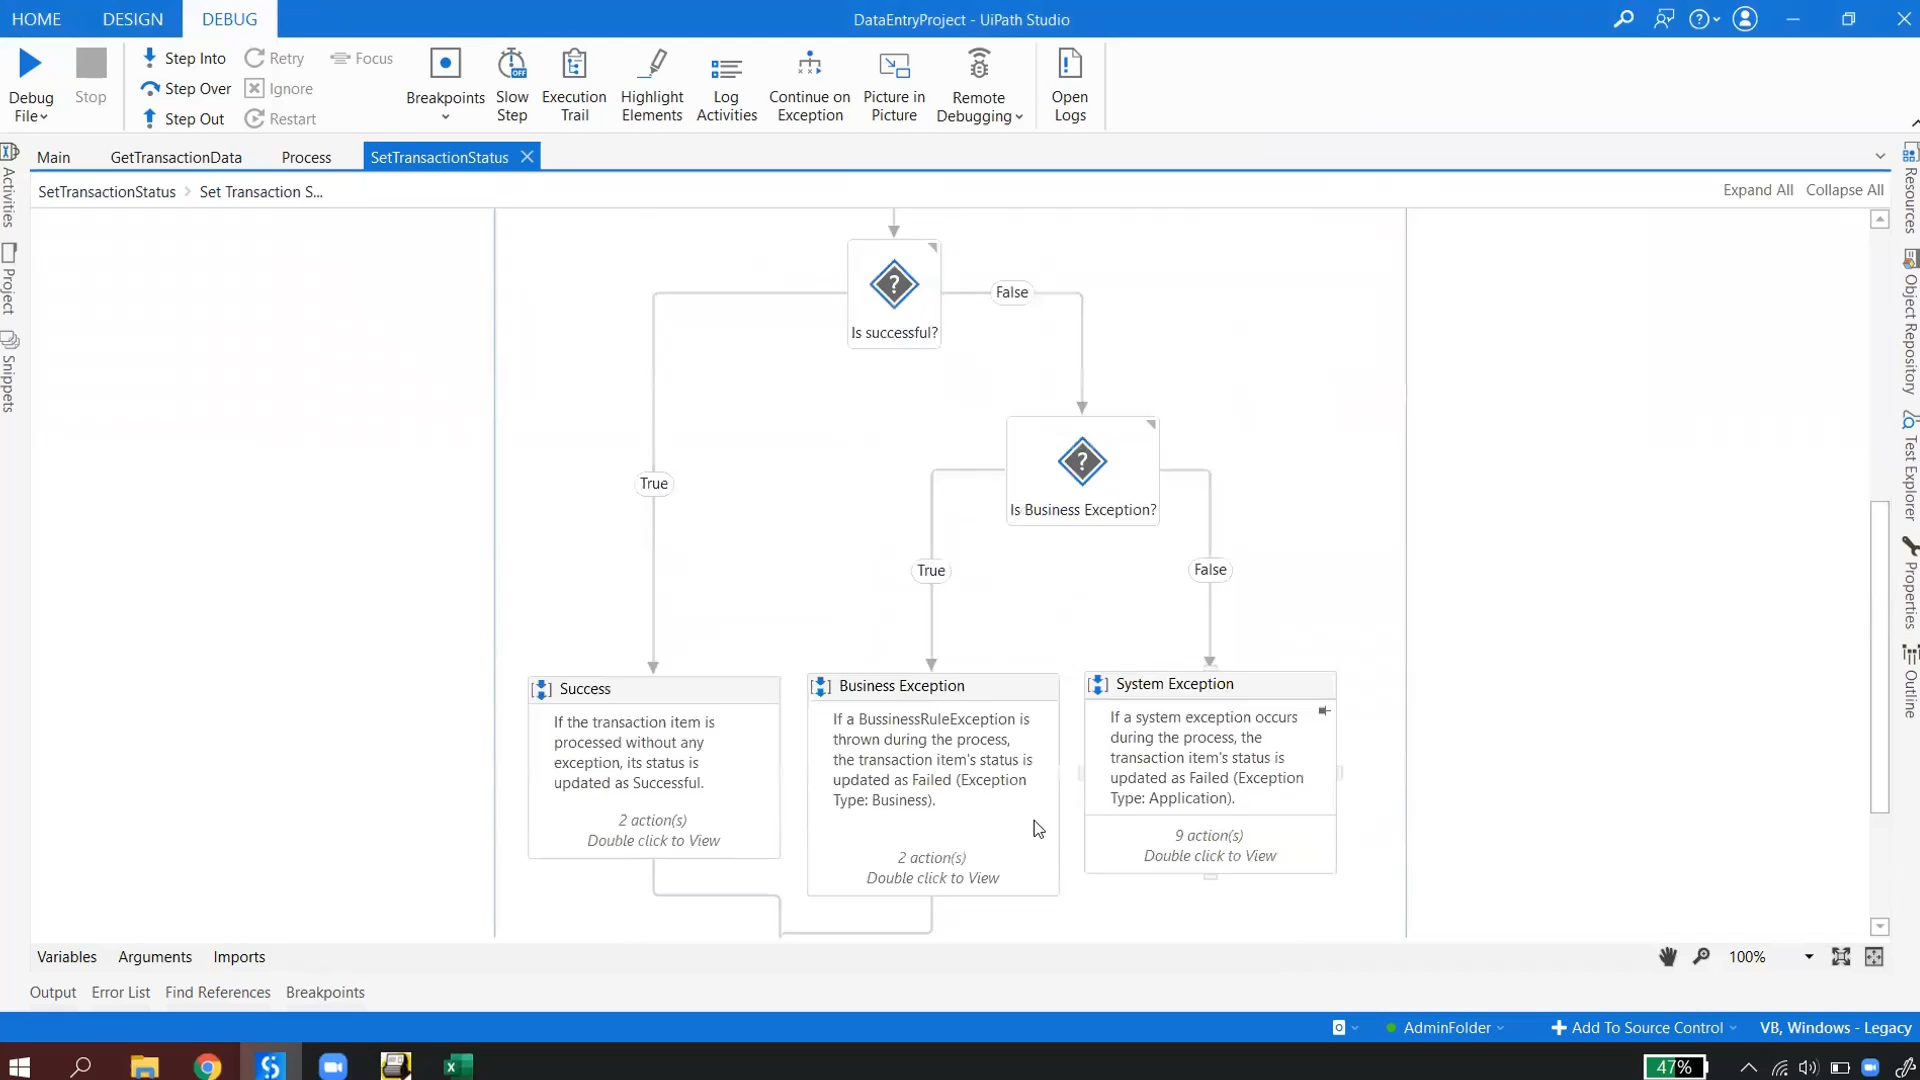 HOME
DESIGN
DEBUG
DataEntryProject - UiPath Studio
Debug
File
Stop
Step Into
Step Over
Step Out
Retry
Ignore
Restart
Focus
Breakpoints
Slow
Step
Execution
Trail
Highlight
Elements
Log
Activities
Continue on
Exception
Picture in
Picture
Remote
Debugging
Open
Logs
Main
GetTransactionData
Process
SetTransactionStatus
SetTransactionStatus > Set Transaction S...
Expand All
Collapse All
Activities
Project
Snippets
Resources
Object Repository
Test Explorer
Properties
Outline
?
Is successful?
False
True
?
Is Business Exception?
True
False
Success
If the transaction item is
processed without any
exception, its status is
updated as Successful.
2 action(s)
Double click to View
Business Exception
If a BussinessRuleException is
thrown during the process,
the transaction item's status is
updated as Failed (Exception
Type: Business).
2 action(s)
Double click to View
System Exception
If a system exception occurs
during the process, the
transaction item's status is
updated as Failed (Exception
Type: Application).
9 action(s)
Double click to View
Variables
Arguments
Imports
100%
Output
Error List
Find References
Breakpoints
AdminFolder
Add To Source Control
VB, Windows - Legacy
47%